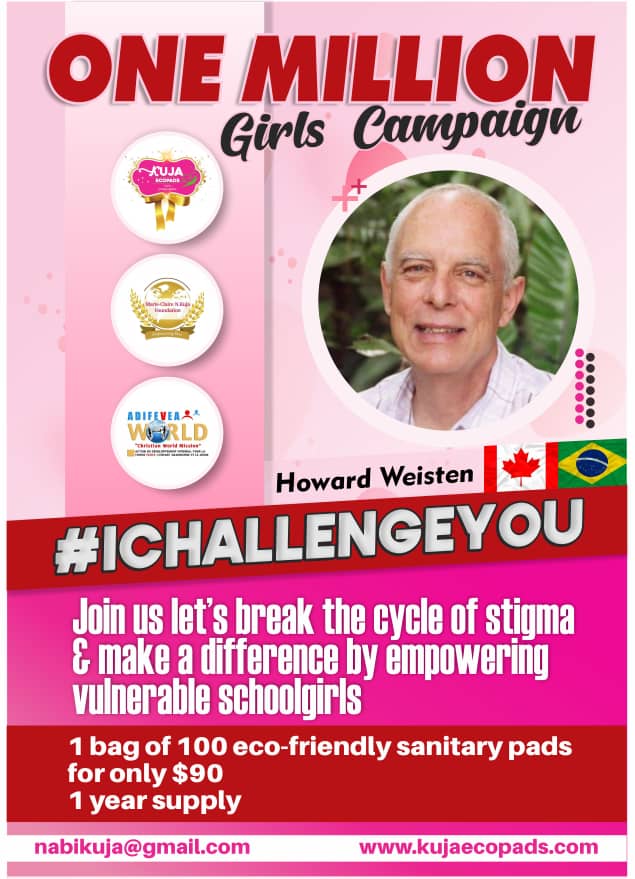 ONE MILLION
Girls Campaign
KUJA
ECOPADS
Marie-Claire N.Kuja
Foundation
ADIFEVEA
WORLD
"Christian World Mission"
Howard Weisten
#ICHALLENGEYOU
Join us let's break the cycle of stigma
& make a difference by empowering
vulnerable schoolgirls
1 bag of 100 eco-friendly sanitary pads
for only $90
1 year supply
nabikuja@gmail.com www.kujaecopads.com